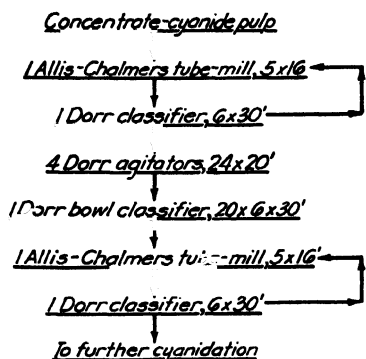 Concentrate-cyanide pulp
1 Allis-Chalmers tube-mill, 5x16
1 Dorr classifier, 6x30'
4 Dorr agitators, 24x20'
1 Dorr bowl classifier, 20x6x30'
1 Allis-Chalmers tube-mill, 5x16'
1 Dorr classifier, 6x30'
To further cyanidation